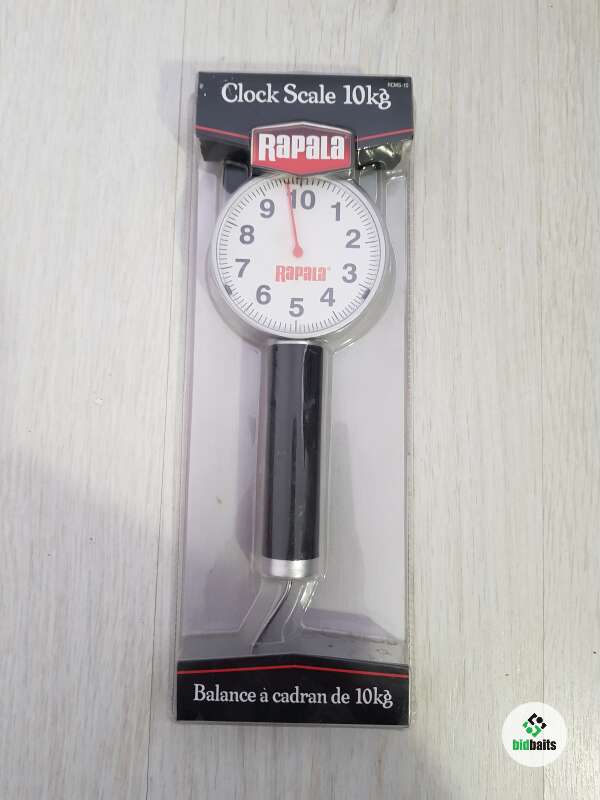 RCMS-10
Clock Scale 10kg
RAPALA
10
9
1
8
2
7
3
RAPALA®
6
4
5
Balance à cadran de 10kg
bidbaits